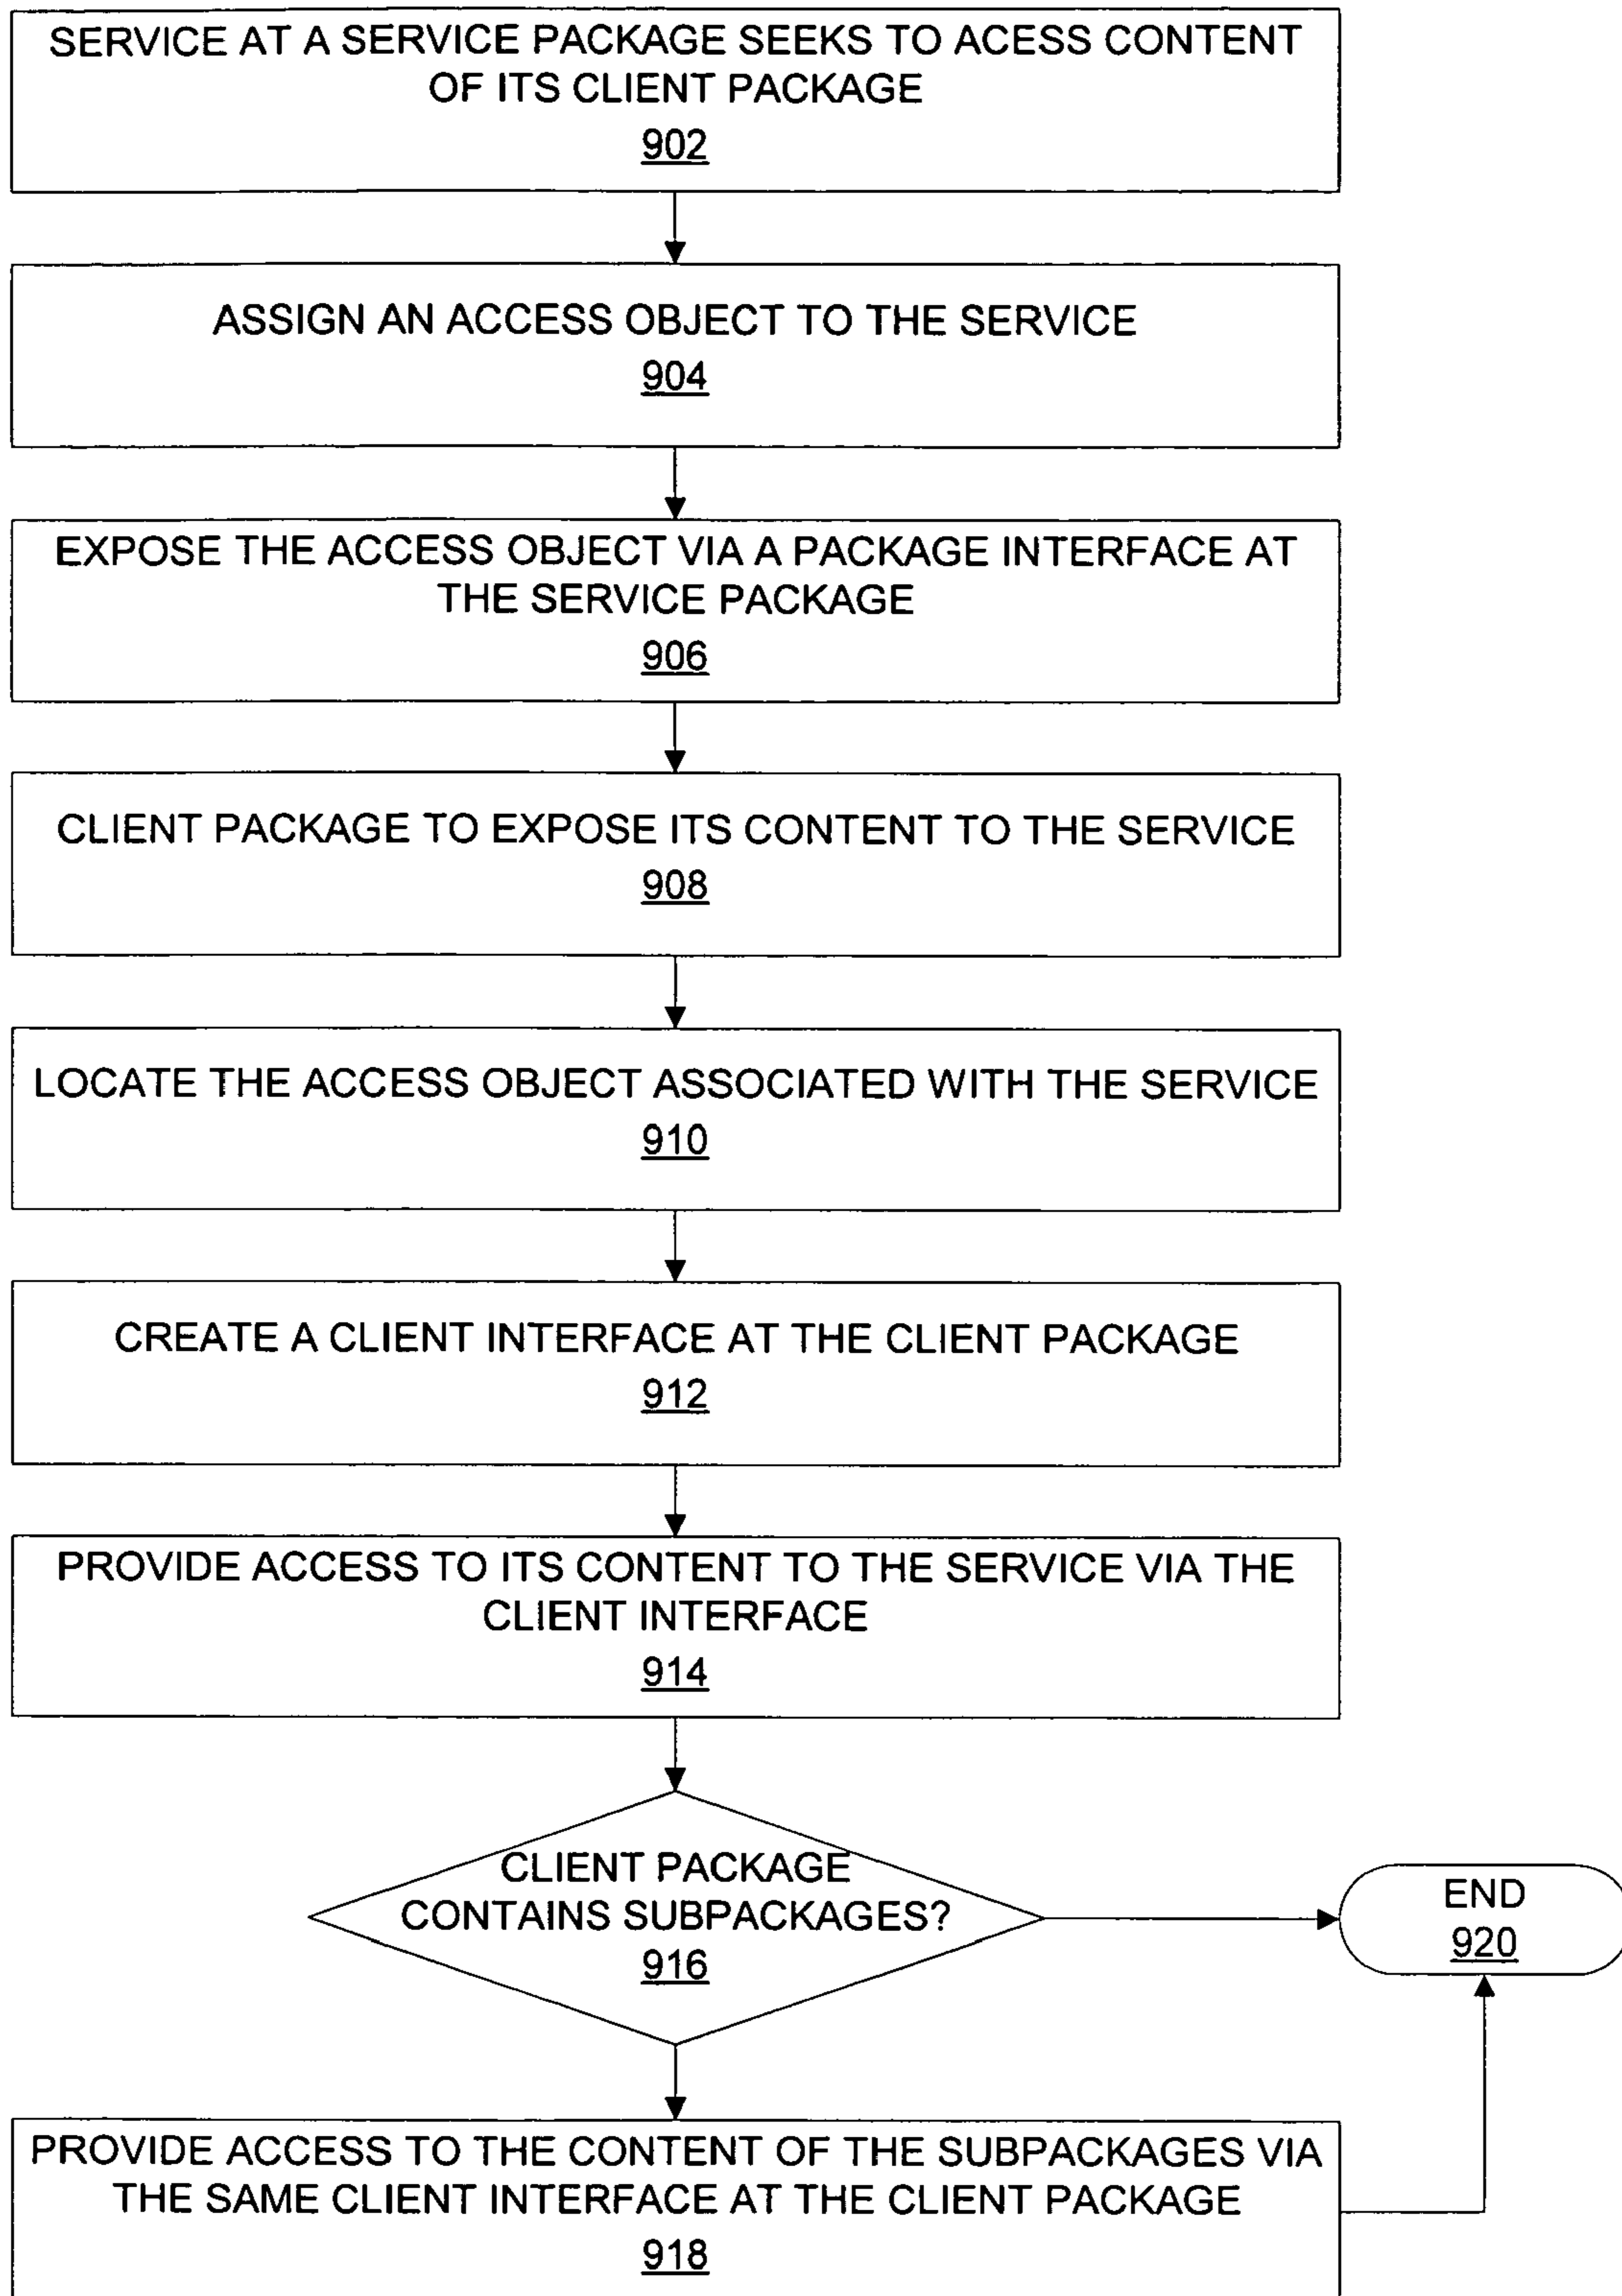 SERVICE AT A SERVICE PACKAGE SEEKS TO ACESS CONTENT
OF ITS CLIENT PACKAGE
902
ASSIGN AN ACCESS OBJECT TO THE SERVICE
904
EXPOSE THE ACCESS OBJECT VIA A PACKAGE INTERFACE AT
THE SERVICE PACKAGE
906
CLIENT PACKAGE TO EXPOSE ITS CONTENT TO THE SERVICE
908
LOCATE THE ACCESS OBJECT ASSOCIATED WITH THE SERVICE
910
CREATE A CLIENT INTERFACE AT THE CLIENT PACKAGE
912
PROVIDE ACCESS TO ITS CONTENT TO THE SERVICE VIA THE
CLIENT INTERFACE
914
CLIENT PACKAGE
CONTAINS SUBPACKAGES?
916
END
920
PROVIDE ACCESS TO THE CONTENT OF THE SUBPACKAGES VIA
THE SAME CLIENT INTERFACE AT THE CLIENT PACKAGE
918